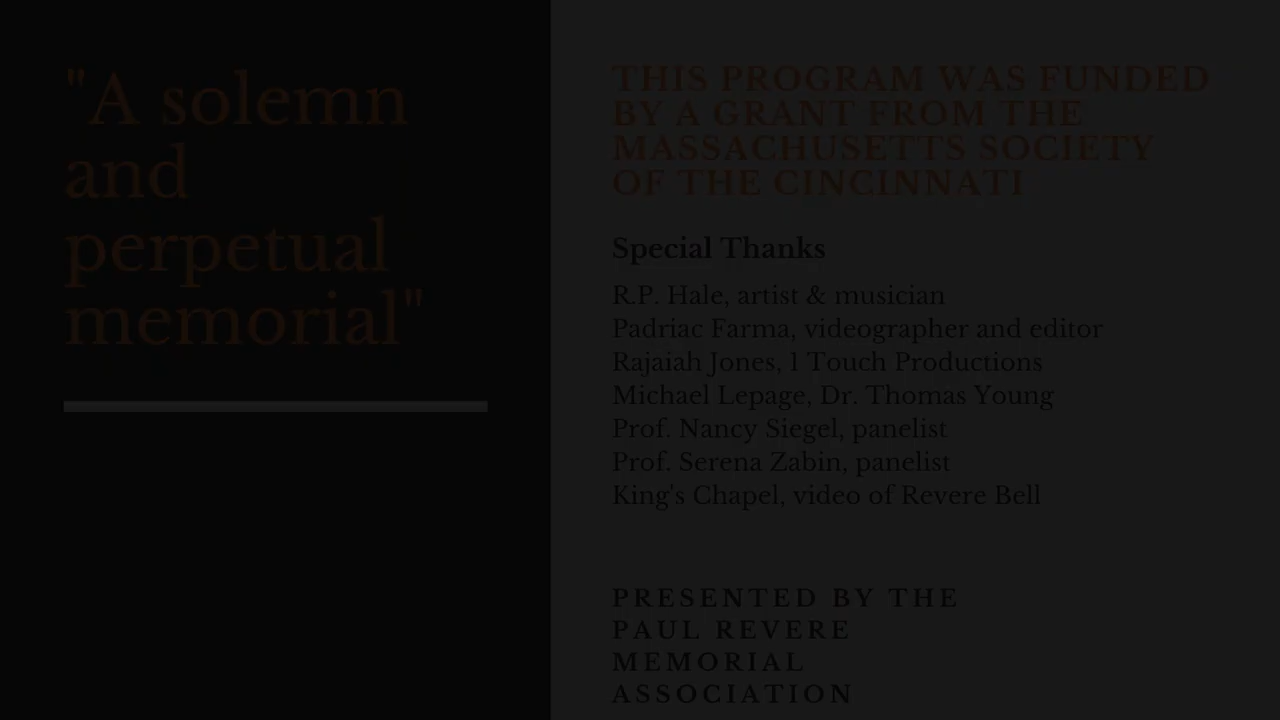 "A solemn
and
perpetual
memorial"
THIS PROGRAM WAS FUNDED
BY A GRANT FROM THE
MASSACHUSETTS SOCIETY
OF THE CINCINNATI
Special Thanks
R.P. Hale, artist & musician
Padriac Farma, videographer and editor
Rajaiah Jones, 1 Touch Productions
Michael Lepage, Dr. Thomas Young
Prof. Nancy Siegel, panelist
Prof. Serena Zabin, panelist
King's Chapel, video of Revere Bell
PRESENTED BY THE
PAUL REVERE
MEMORIAL
ASSOCIATION